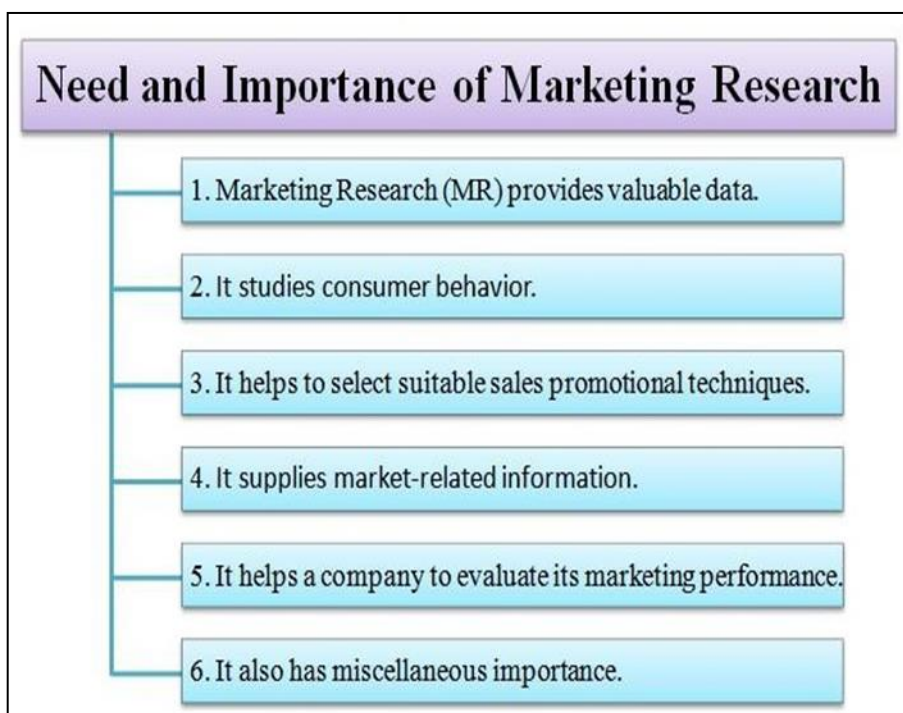 Need and Importance of Marketing Research
1. Marketing Research (MR) provides valuable data.
2. It studies consumer behavior.
3. It helps to select suitable sales promotional techniques.
4. It supplies market-related information.
5. It helps a company to evaluate its marketing performance.
6. It also has miscellaneous importance.